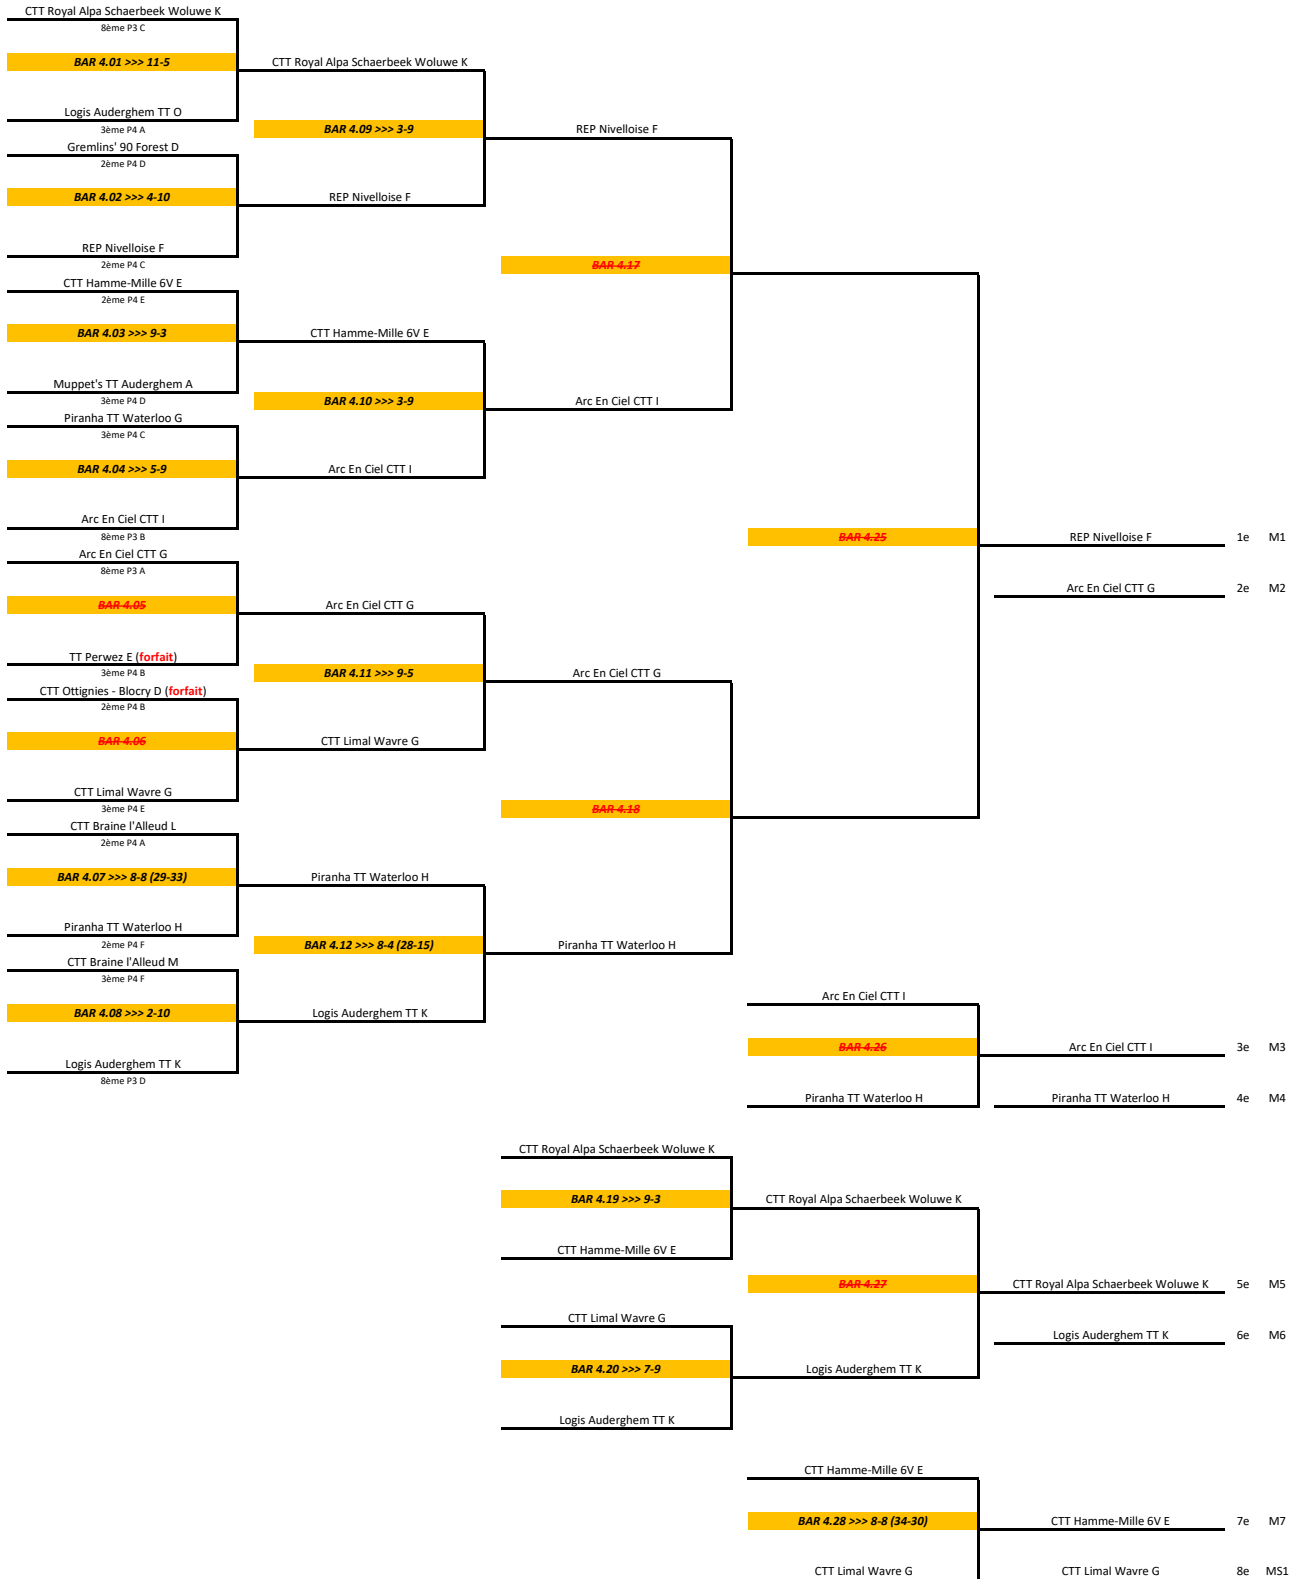 CTT Royal Alpa Schaerbeek Woluwe K
8ème P3 C
BAR 4.01 >>> 11-5
CTT Royal Alpa Schaerbeek Woluwe K
Logis Auderghem TT O
3ème P4 A
BAR 4.09 >>> 3-9
REP Nivelloise F
Gremlins' 90 Forest D
2ème P4 D
BAR 4.02 >>> 4-10
REP Nivelloise F
REP Nivelloise F
2ème P4 C
BAR 4.17
CTT Hamme-Mille 6V E
2ème P4 E
BAR 4.03 >>> 9-3
CTT Hamme-Mille 6V E
Muppet's TT Auderghem A
3ème P4 D
BAR 4.10 >>> 3-9
Arc En Ciel CTT I
Piranha TT Waterloo G
3ème P4 C
BAR 4.04 >>> 5-9
Arc En Ciel CTT I
Arc En Ciel CTT I
8ème P3 B
BAR 4.25
REP Nivelloise F 1e M1
Arc En Ciel CTT G
8ème P3 A
Arc En Ciel CTT G 2e M2
BAR 4.05
Arc En Ciel CTT G
TT Perwez E (forfait)
3ème P4 B
BAR 4.11 >>> 9-5
Arc En Ciel CTT G
CTT Ottignies - Blocry D (forfait)
2ème P4 B
BAR 4.06
CTT Limal Wavre G
CTT Limal Wavre G
3ème P4 E
BAR 4.18
CTT Braine l'Alleud L
2ème P4 A
BAR 4.07 >>> 8-8 (29-33)
Piranha TT Waterloo H
Piranha TT Waterloo H
2ème P4 F
BAR 4.12 >>> 8-4 (28-15)
Piranha TT Waterloo H
CTT Braine l'Alleud M
3ème P4 F
Arc En Ciel CTT I
BAR 4.08 >>> 2-10
Logis Auderghem TT K
BAR 4.26
Arc En Ciel CTT I 3e M3
Logis Auderghem TT K
8ème P3 D
Piranha TT Waterloo H
Piranha TT Waterloo H 4e M4
CTT Royal Alpa Schaerbeek Woluwe K
BAR 4.19 >>> 9-3
CTT Royal Alpa Schaerbeek Woluwe K
CTT Hamme-Mille 6V E
BAR 4.27
CTT Royal Alpa Schaerbeek Woluwe K 5e M5
CTT Limal Wavre G
Logis Auderghem TT K 6e M6
BAR 4.20 >>> 7-9
Logis Auderghem TT K
Logis Auderghem TT K
CTT Hamme-Mille 6V E
BAR 4.28 >>> 8-8 (34-30)
CTT Hamme-Mille 6V E 7e M7
CTT Limal Wavre G
CTT Limal Wavre G 8e MS1